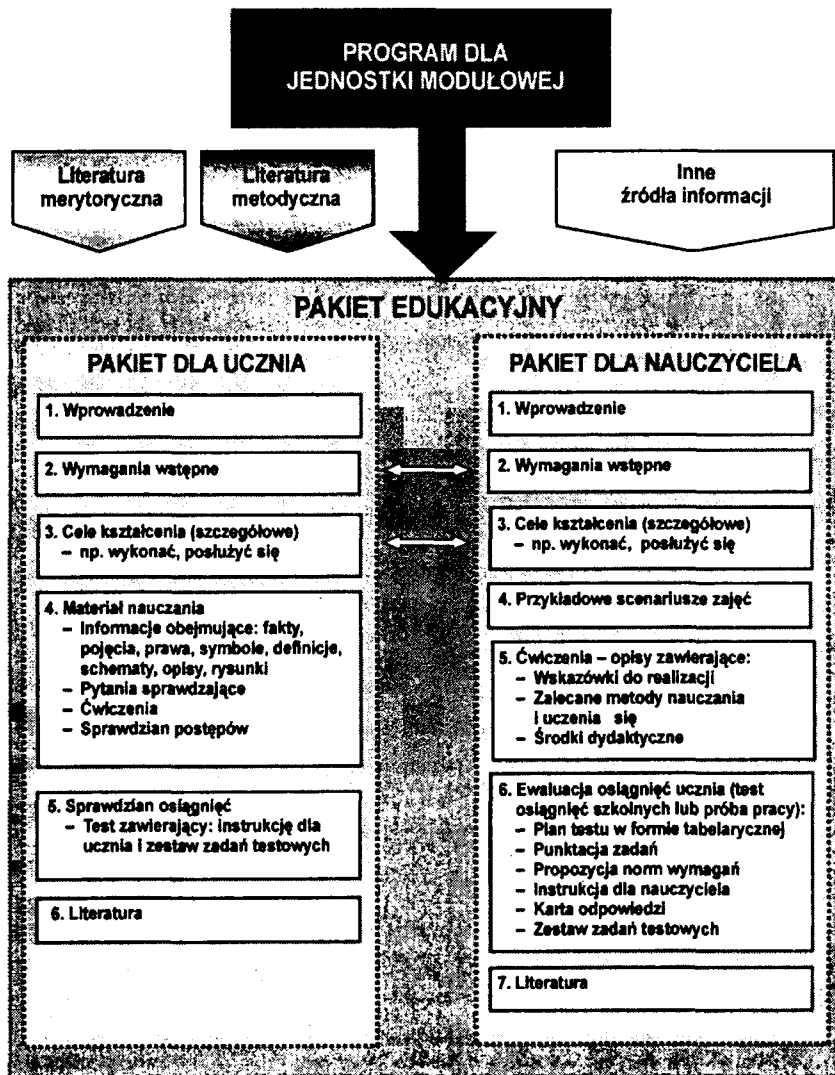 PROGRAM DLA
JEDNOSTKI MODUŁOWEJ
Literatura
merytoryczna
Literatura
metodyczna
Inne
źródła informacji
PAKIET EDUKACYJNY
PAKIET DLA UCZNIA
1. Wprowadzenie
2. Wymagania wstępne
3. Cele kształcenia (szczegółowe)
– np. wykonać, posłużyć się
4. Materiał nauczania
– Informacje obejmujące: fakty,
pojęcia, prawa, symbole, definicje,
schematy, opisy, rysunki
– Pytania sprawdzające
– Ćwiczenia
– Sprawdzian postępów
5. Sprawdzian osiągnięć
– Test zawierający: instrukcję dla
ucznia i zestaw zadań testowych
6. Literatura
PAKIET DLA NAUCZYCIELA
1. Wprowadzenie
2. Wymagania wstępne
3. Cele kształcenia (szczegółowe)
– np. wykonać, posłużyć się
4. Przykładowe scenariusze zajęć
5. Ćwiczenia – opisy zawierające:
– Wskazówki do realizacji
– Zalecane metody nauczania
i uczenia się
– Środki dydaktyczne
6. Ewaluacja osiągnięć ucznia (test
osiągnięć szkolnych lub próba pracy):
– Plan testu w formie tabelarycznej
– Punktacja zadań
– Propozycja norm wymagań
– Instrukcja dla nauczyciela
– Karta odpowiedzi
– Zestaw zadań testowych
7. Literatura